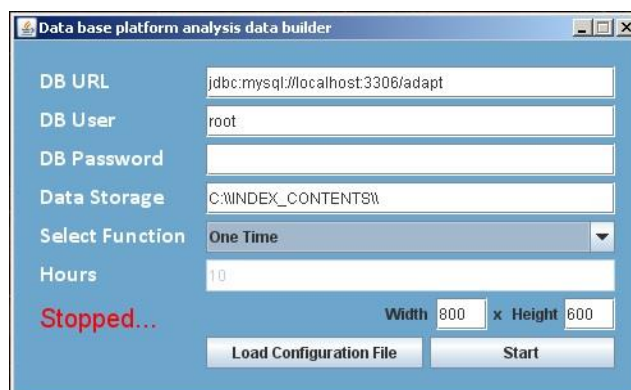 Data base platform analysis data builder
DB URL jdbc:mysql://localhost:3306/adapt
DB User root
DB Password
Data Storage C:\\INDEX_CONTENTS\\
Select Function One Time
Hours 10
Stopped... Width 800 x Height 600
Load Configuration File Start